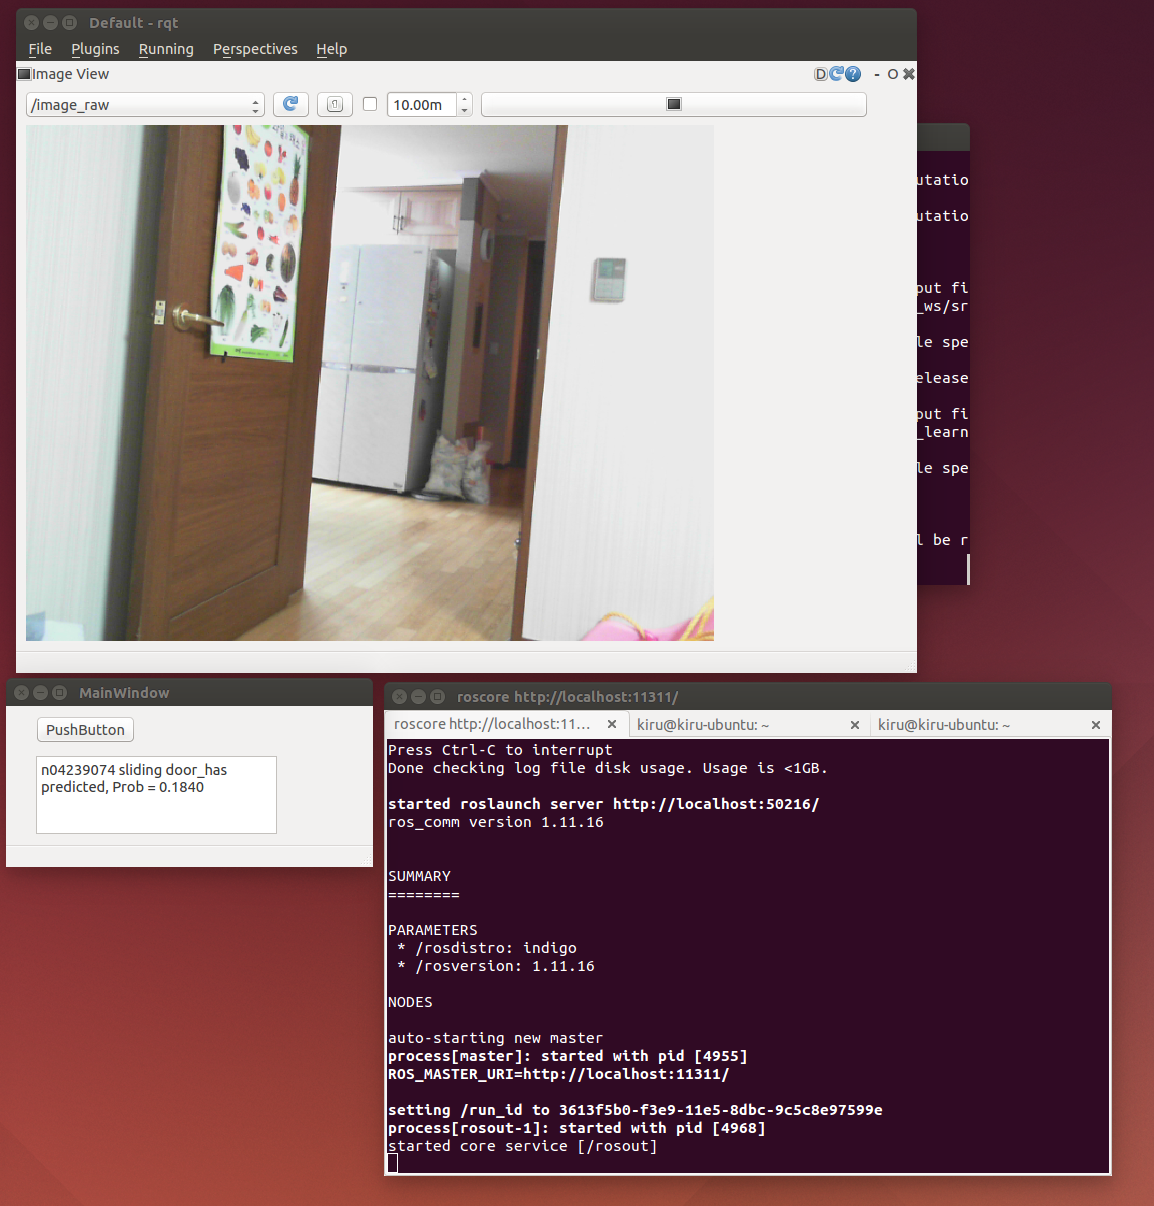 Default - rqt
File Plugins Running Perspectives Help
Image View
D ? - O
/image_raw
10.00m
utatio
utatio
put fi
_ws/sr
le spe
elease
put fi
_learn
le spe
l be r
MainWindow
PushButton
n04239074 sliding door_has
predicted, Prob = 0.1840
roscore http://localhost:11311/
roscore http://localhost:11... kiru@kiru-ubuntu: ~ kiru@kiru-ubuntu: ~
Press Ctrl-C to interrupt
Done checking log file disk usage. Usage is <1GB.
started roslaunch server http://localhost:50216/
ros_comm version 1.11.16
SUMMARY
========
PARAMETERS
* /rosdistro: indigo
* /rosversion: 1.11.16
NODES
auto-starting new master
process[master]: started with pid [4955]
ROS_MASTER_URI=http://localhost:11311/
setting /run_id to 3613f5b0-f3e9-11e5-8dbc-9c5c8e97599e
process[rosout-1]: started with pid [4968]
started core service [/rosout]